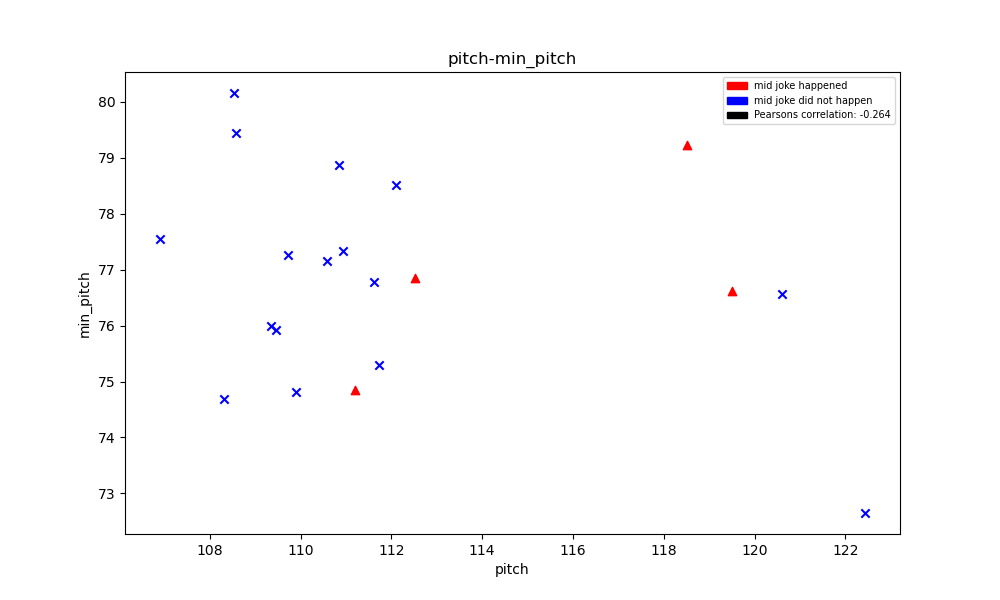 pitch-min_pitch
mid joke happened
mid joke did not happen
Pearsons correlation: -0.264
80
79
78
77
76
75
74
73
min_pitch
108 110 112 114 116 118 120 122
pitch